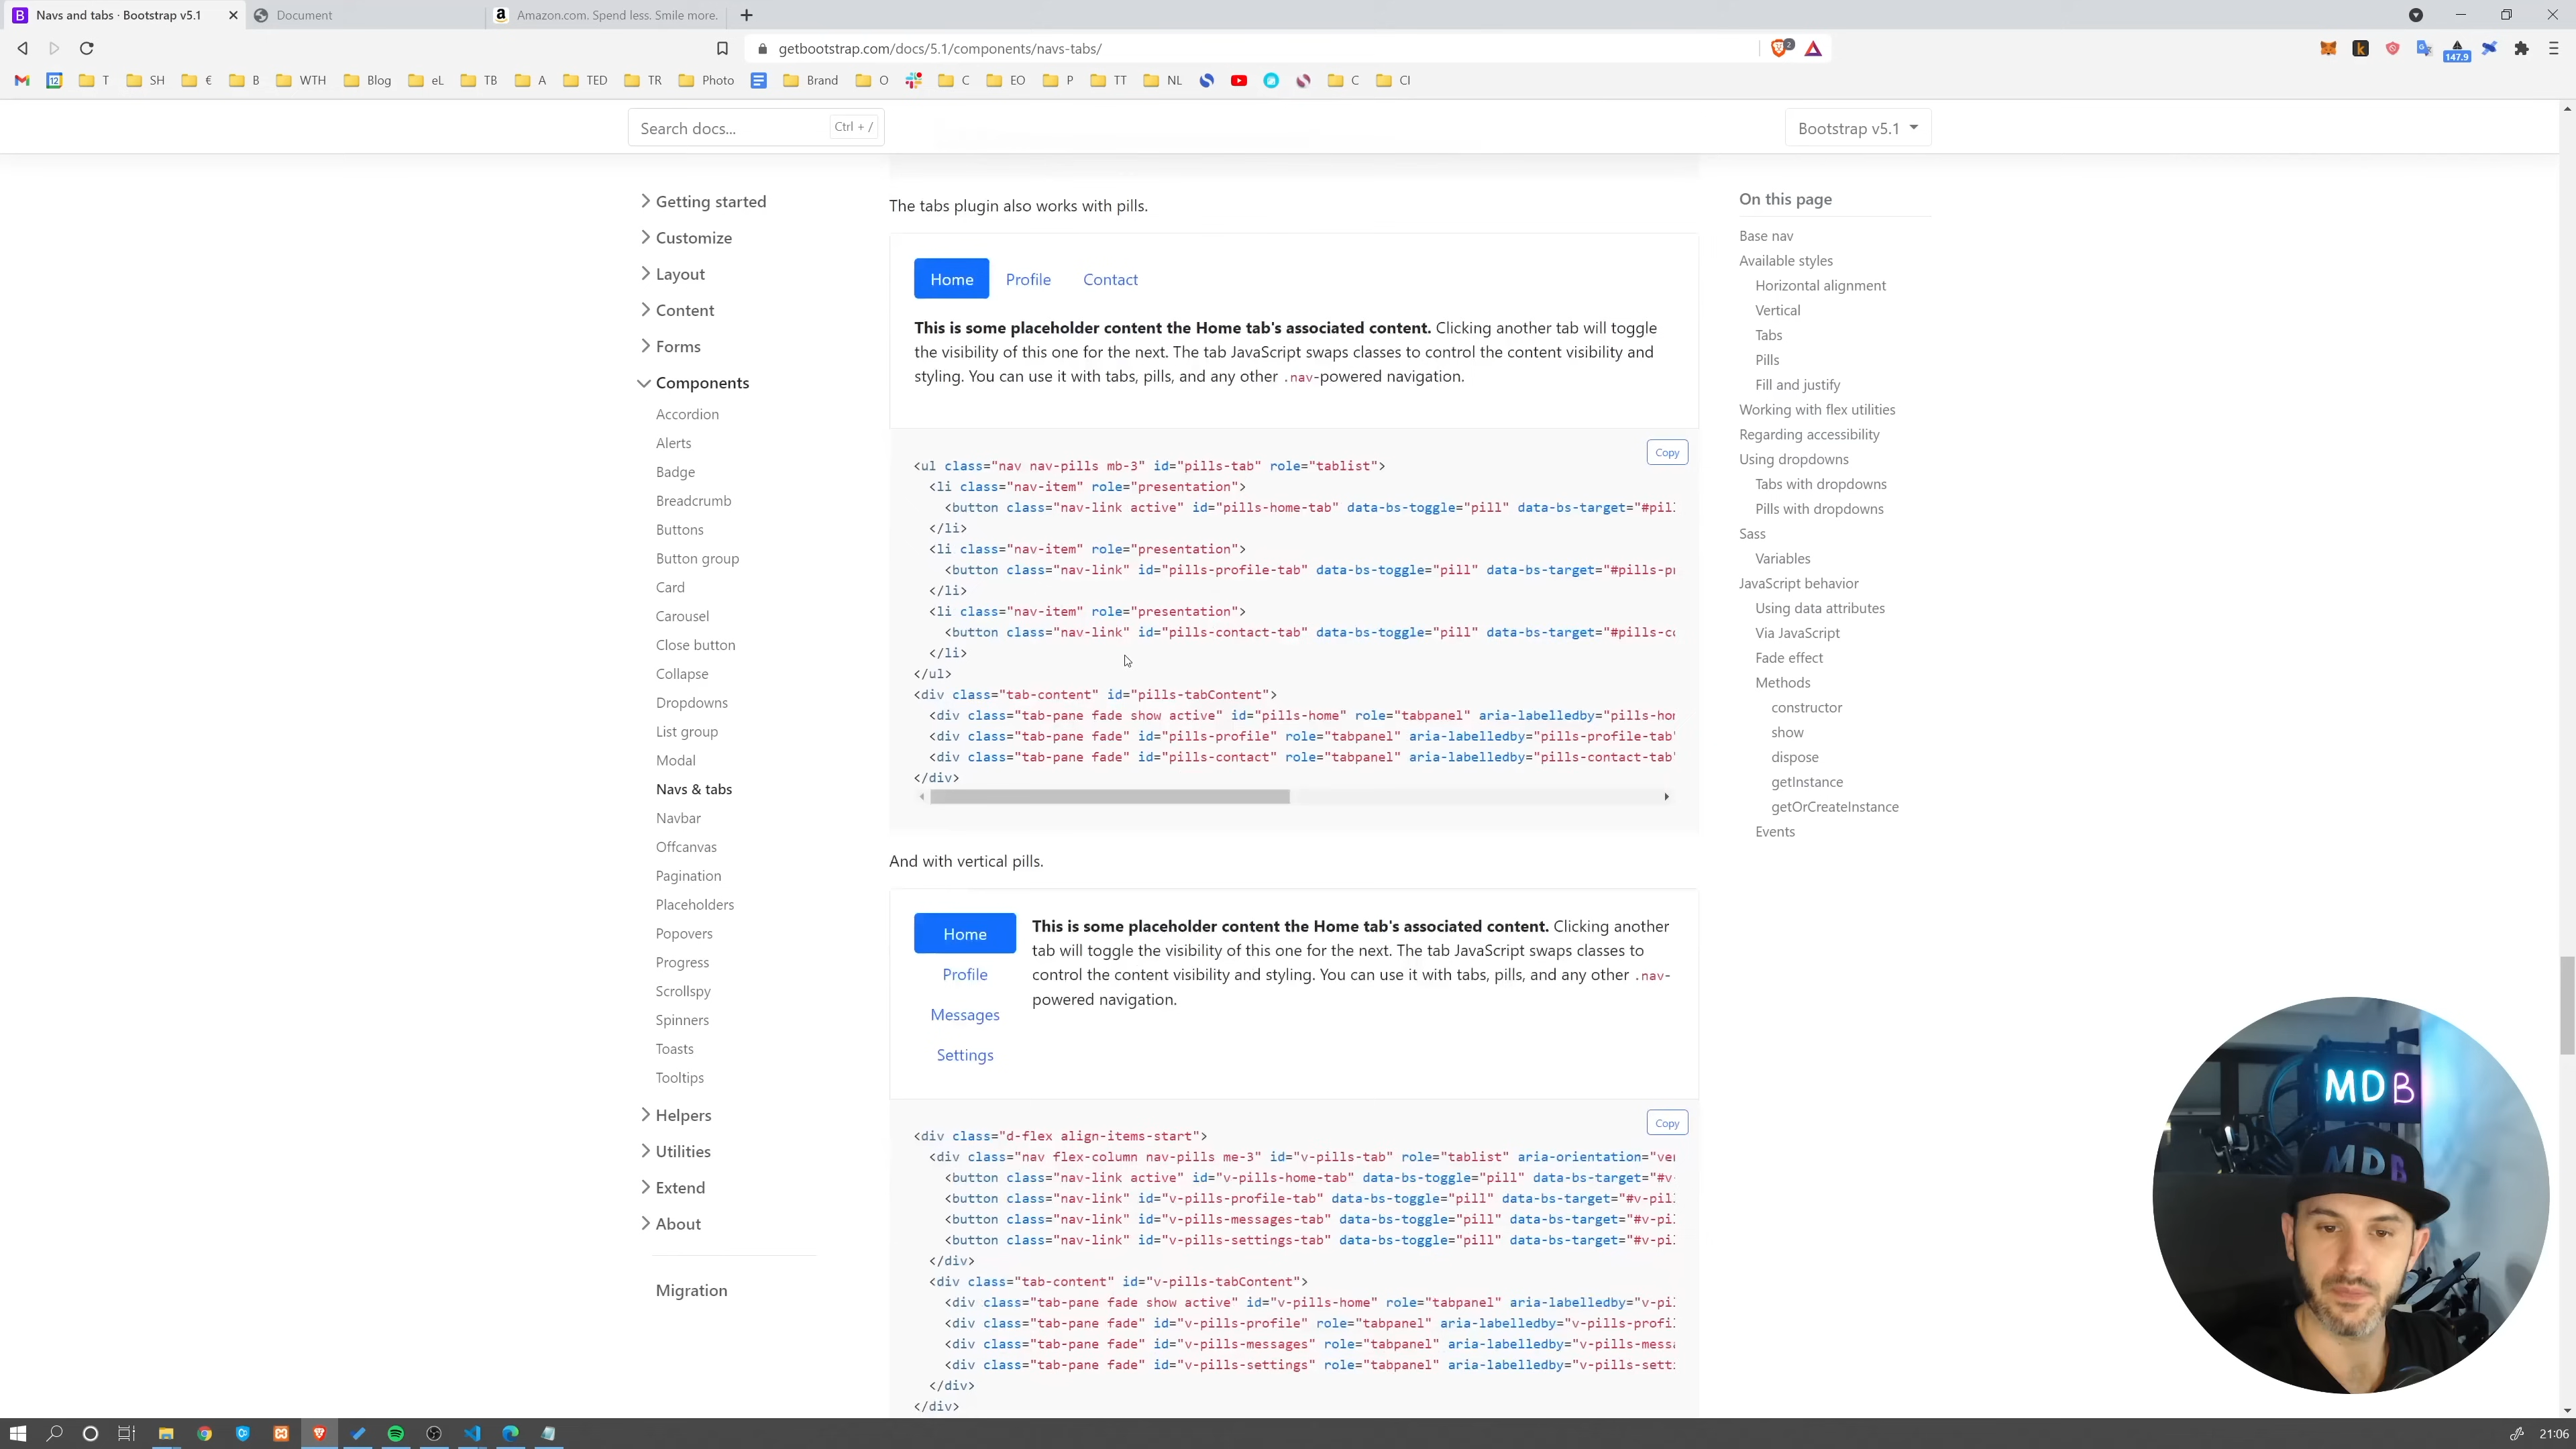 Navs and tabs · Bootstrap v5.1
Document
Amazon.com. Spend less. Smile more.
getbootstrap.com/docs/5.1/components/navs-tabs/
2
147.9
12
T
SH
€
B
WTH
Blog
eL
TB
A
TED
TR
Photo
Brand
O
C
EO
P
TT
NL
C
CI
Search docs...
Ctrl + /
Bootstrap v5.1
Getting started
Customize
Layout
Content
Forms
Components
Accordion
Alerts
Badge
Breadcrumb
Buttons
Button group
Card
Carousel
Close button
Collapse
Dropdowns
List group
Modal
Navs & tabs
Navbar
Offcanvas
Pagination
Placeholders
Popovers
Progress
Scrollspy
Spinners
Toasts
Tooltips
Helpers
Utilities
Extend
About
Migration
The tabs plugin also works with pills.
Home
Profile
Contact
This is some placeholder content the Home tab's associated content. Clicking another tab will toggle
the visibility of this one for the next. The tab JavaScript swaps classes to control the content visibility and
styling. You can use it with tabs, pills, and any other .nav-powered navigation.
Copy
<ul class="nav nav-pills mb-3" id="pills-tab" role="tablist">
<li class="nav-item" role="presentation">
<button class="nav-link active" id="pills-home-tab" data-bs-toggle="pill" data-bs-target="#pil
</li>
<li class="nav-item" role="presentation">
<button class="nav-link" id="pills-profile-tab" data-bs-toggle="pill" data-bs-target="#pills-p
</li>
<li class="nav-item" role="presentation">
<button class="nav-link" id="pills-contact-tab" data-bs-toggle="pill" data-bs-target="#pills-c
</li>
</ul>
<div class="tab-content" id="pills-tabContent">
<div class="tab-pane fade show active" id="pills-home" role="tabpanel" aria-labelledby="pills-ho
<div class="tab-pane fade" id="pills-profile" role="tabpanel" aria-labelledby="pills-profile-tab"
<div class="tab-pane fade" id="pills-contact" role="tabpanel" aria-labelledby="pills-contact-tab"
</div>
And with vertical pills.
Home
Profile
Messages
Settings
This is some placeholder content the Home tab's associated content. Clicking another
tab will toggle the visibility of this one for the next. The tab JavaScript swaps classes to
control the content visibility and styling. You can use it with tabs, pills, and any other .nav-
powered navigation.
Copy
<div class="d-flex align-items-start">
<div class="nav flex-column nav-pills me-3" id="v-pills-tab" role="tablist" aria-orientation="ve
<button class="nav-link active" id="v-pills-home-tab" data-bs-toggle="pill" data-bs-target="#v-
<button class="nav-link" id="v-pills-profile-tab" data-bs-toggle="pill" data-bs-target="#v-pil
<button class="nav-link" id="v-pills-messages-tab" data-bs-toggle="pill" data-bs-target="#v-pi
<button class="nav-link" id="v-pills-settings-tab" data-bs-toggle="pill" data-bs-target="#v-pi
</div>
<div class="tab-content" id="v-pills-tabContent">
<div class="tab-pane fade show active" id="v-pills-home" role="tabpanel" aria-labelledby="v-pi
<div class="tab-pane fade" id="v-pills-profile" role="tabpanel" aria-labelledby="v-pills-profi
<div class="tab-pane fade" id="v-pills-messages" role="tabpanel" aria-labelledby="v-pills-mess
<div class="tab-pane fade" id="v-pills-settings" role="tabpanel" aria-labelledby="v-pills-sett
</div>
</div>
On this page
Base nav
Available styles
Horizontal alignment
Vertical
Tabs
Pills
Fill and justify
Working with flex utilities
Regarding accessibility
Using dropdowns
Tabs with dropdowns
Pills with dropdowns
Sass
Variables
JavaScript behavior
Using data attributes
Via JavaScript
Fade effect
Methods
constructor
show
dispose
getInstance
getOrCreateInstance
Events
MDB
MDB
21:06